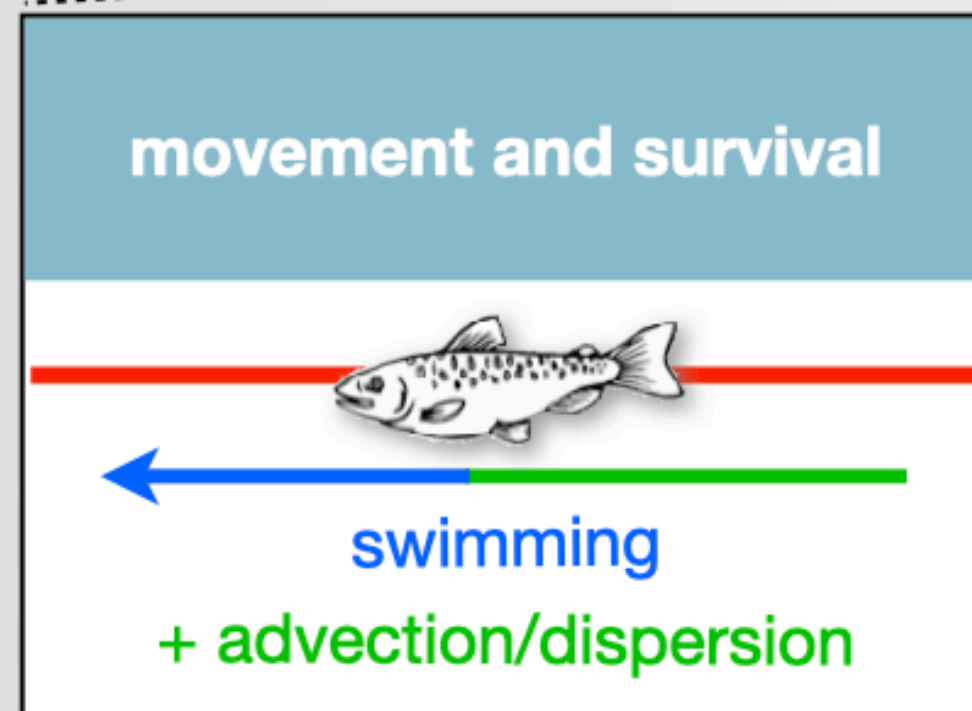 movement and survival
swimming
+ advection/dispersion